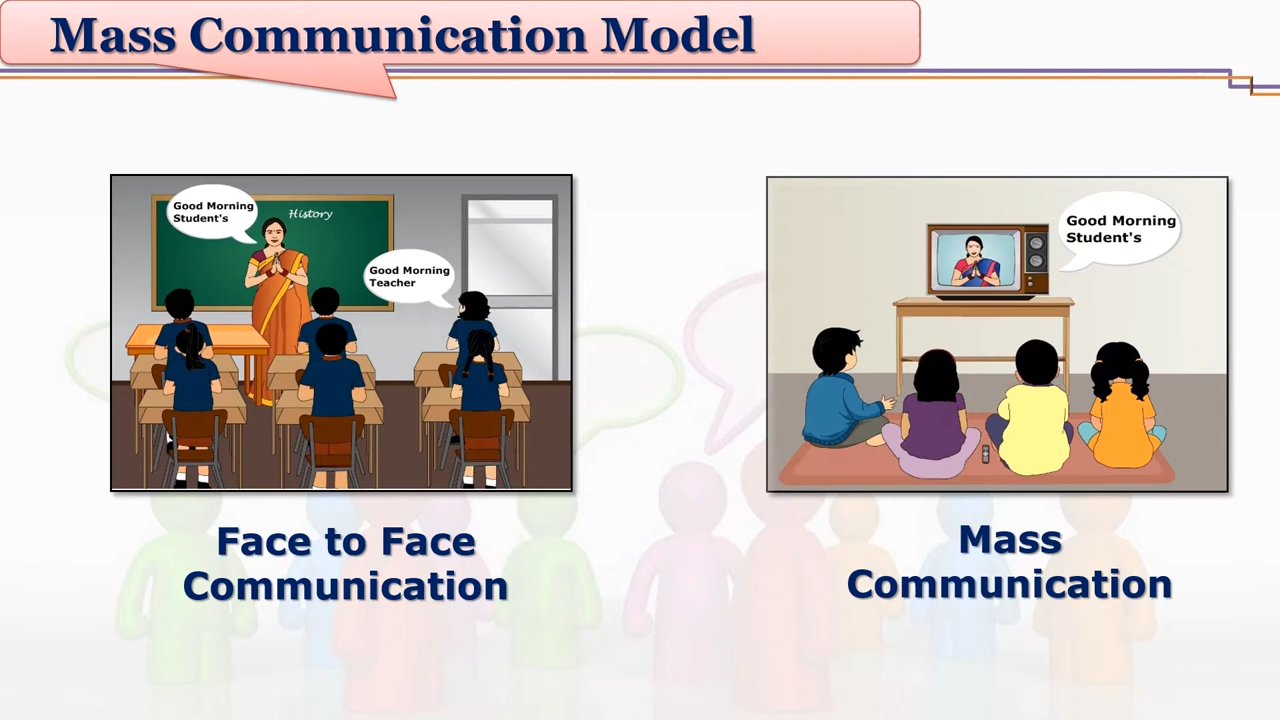 Mass Communication Model
Good Morning
Student's
History
Good Morning
Teacher
Good Morning
Student's
Face to Face
Communication
Mass
Communication